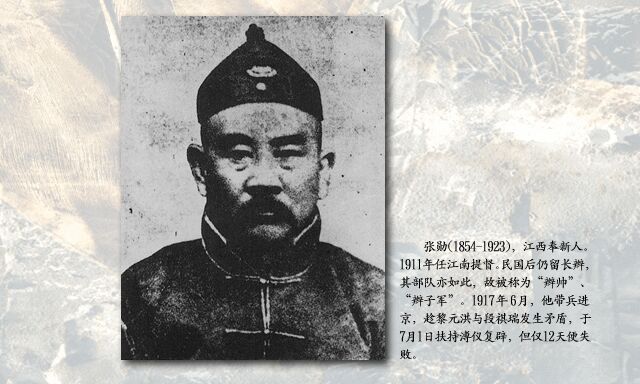 张勋(1854-1923)，江西奉新人。
1911年任江南提督。民国后仍留长辫，
其部队亦如此，故被称为“辫帅”、
“辫子军”。1917年6月，他带兵进
京，趁黎元洪与段祺瑞发生矛盾，于
7月1日扶持溥仪复辟，但仅12天便失
败。